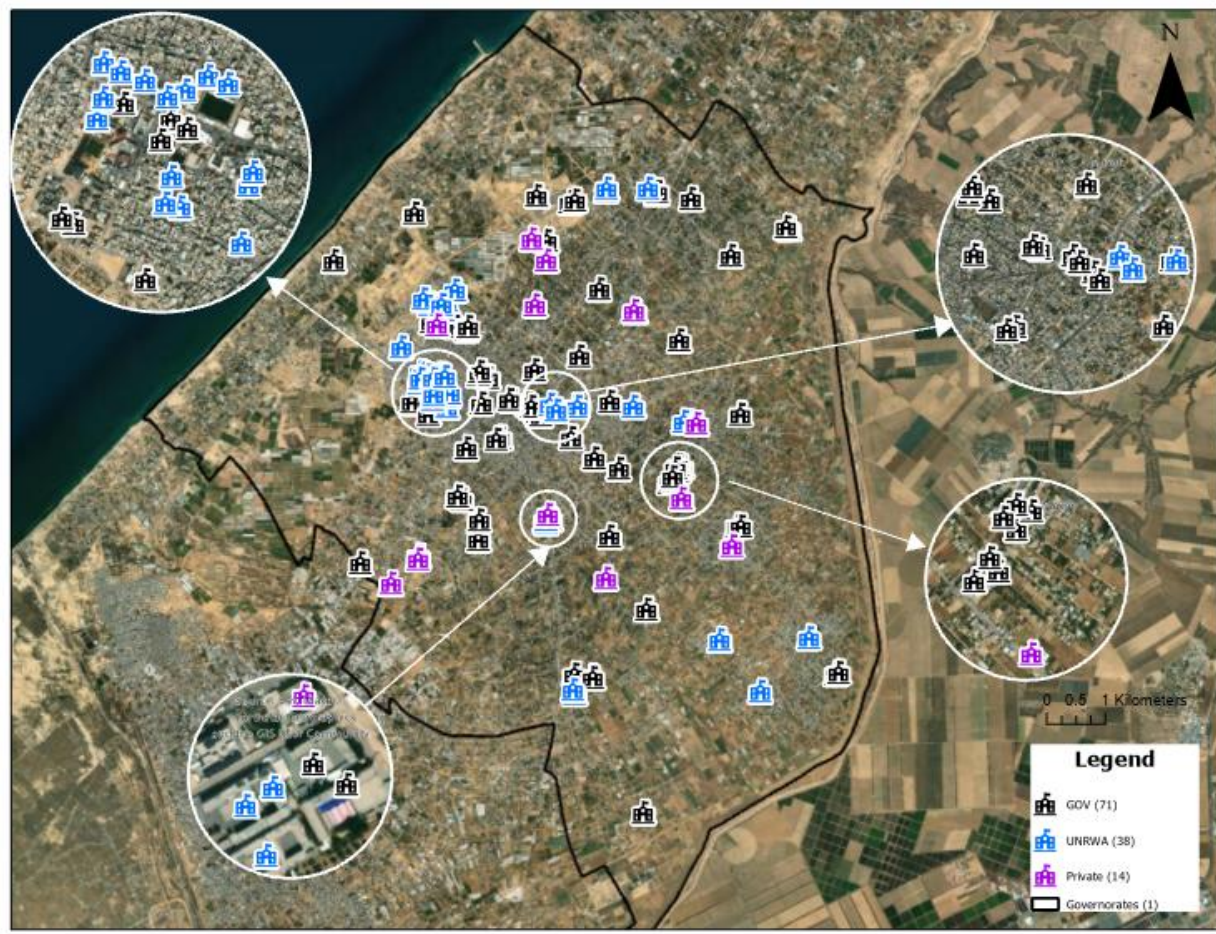 N
0 0.5 1 Kilometers
Legend
GOV (71)
UNRWA (38)
Private (14)
Governorates (1)